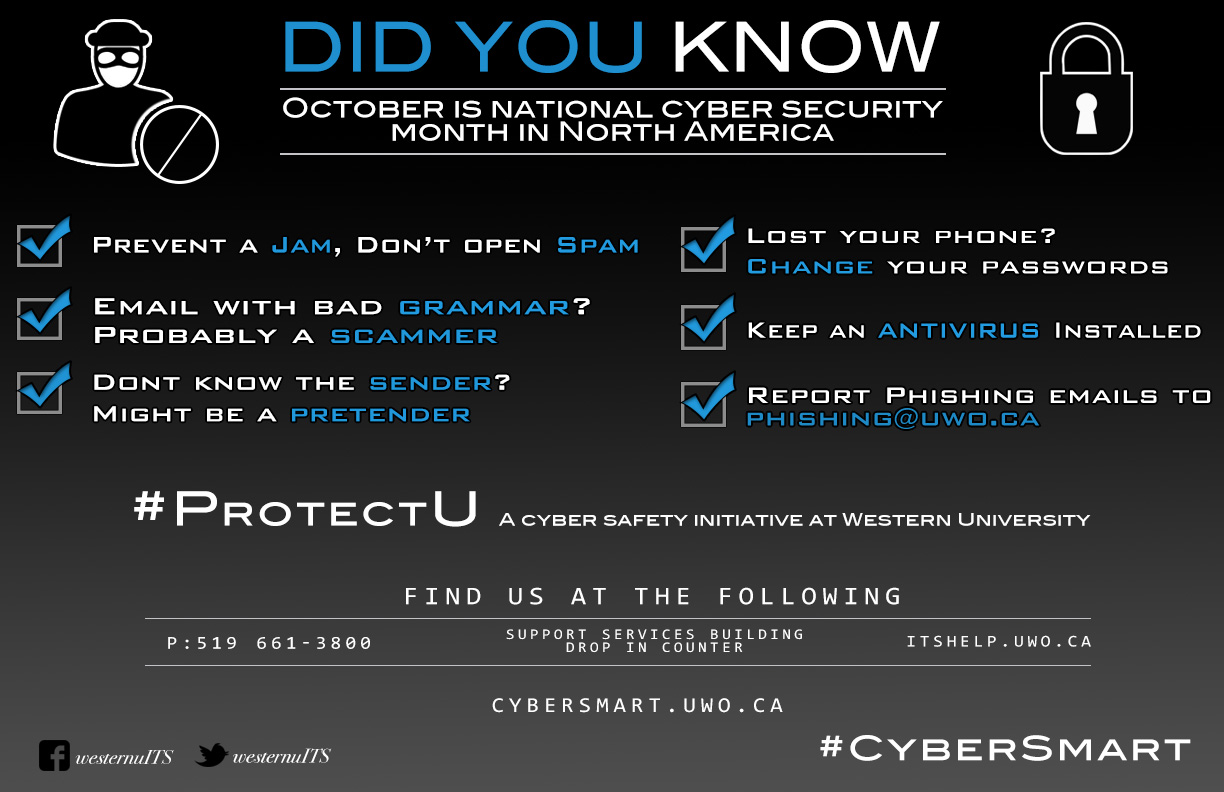 DID YOU KNOW
OCTOBER IS NATIONAL CYBER SECURITY
MONTH IN NORTH AMERICA
PREVENT A JAM, DON'T OPEN SPAM
EMAIL WITH BAD GRAMMAR?
PROBABLY A SCAMMER
DONT KNOW THE SENDER?
MIGHT BE A PRETENDER
LOST YOUR PHONE?
CHANGE YOUR PASSWORDS
KEEP AN ANTIVIRUS INSTALLED
REPORT PHISHING EMAILS TO
PHISHING@UWO.CA
#PROTECTU A CYBER SAFETY INITIATIVE AT WESTERN UNIVERSITY
FIND US AT THE FOLLOWING
P:519 661-3800
SUPPORT SERVICES BUILDING
DROP IN COUNTER
ITSHELP.UWO.CA
CYBERSMART.UWO.CA
westernuITS
westernuITS
#CYBERSMART